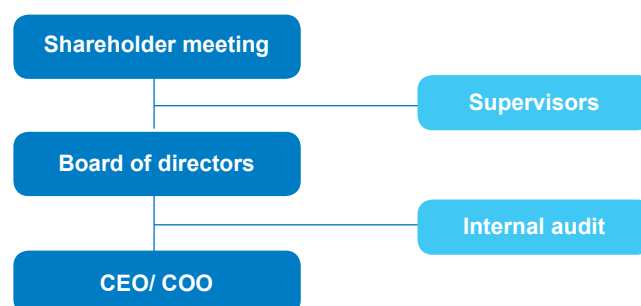 Shareholder meeting
Supervisors
Board of directors
Internal audit
CEO/ COO